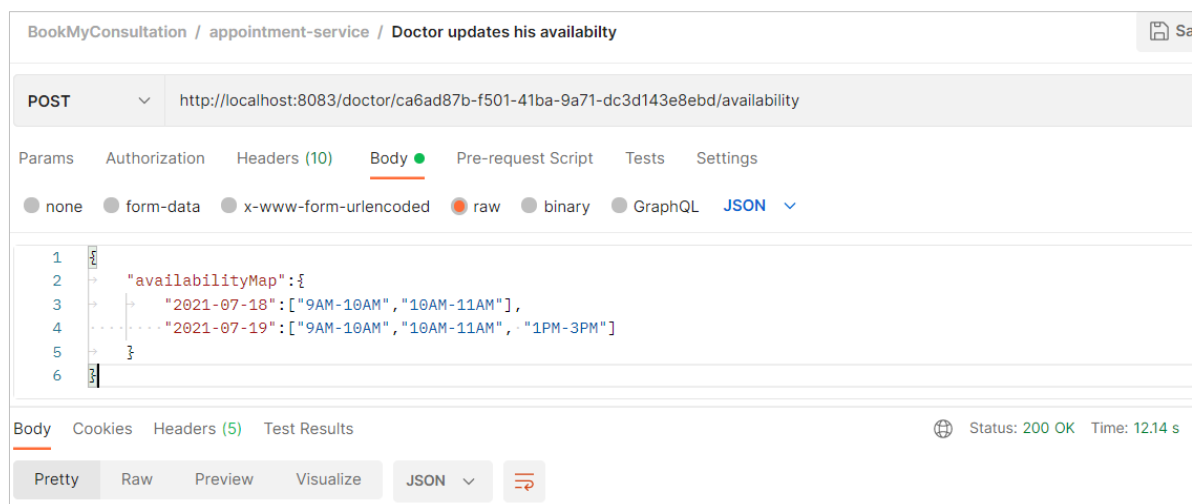 BookMyConsultation / appointment-service / Doctor updates his availabilty
POST http://localhost:8083/doctor/ca6ad87b-f501-41ba-9a71-dc3d143e8ebd/availability
Params Authorization Headers (10) Body Pre-request Script Tests Settings
none form-data x-www-form-urlencoded raw binary GraphQL JSON
1 {
2 "availabilityMap":{
3 "2021-07-18":["9AM-10AM","10AM-11AM"],
4 "2021-07-19":["9AM-10AM","10AM-11AM", "1PM-3PM"]
5 }
6 }
Body Cookies Headers (5) Test Results Status: 200 OK Time: 12.14 s
Pretty Raw Preview Visualize JSON